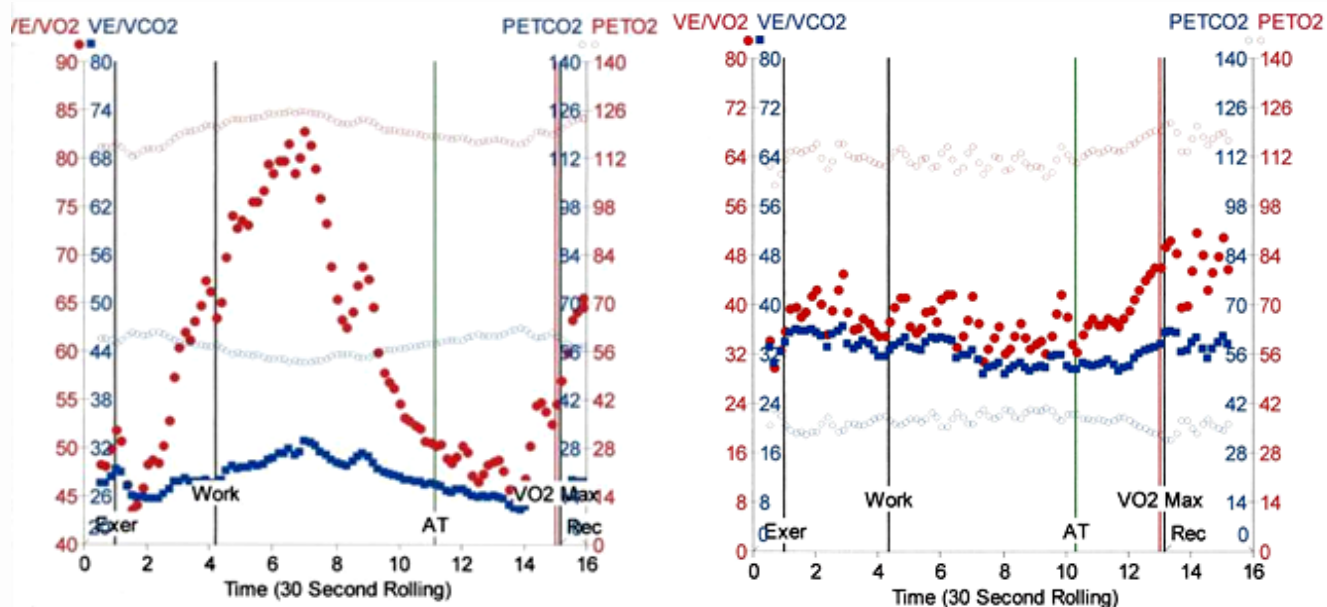 VE/VO2 VE/VCO2 PETCO2 PETO2
90 80 140 140
85 74 126 126
80 68 112 112
75 62 98 98
70 56 84 84
65 50 70 70
60 44 56 56
55 38 42 42
50 32 28 28
45 26 14 14
40 0
Work VO2 Max
Exer AT Rec
0 2 4 6 8 10 12 14 16
Time (30 Second Rolling)
VE/VO2 VE/VCO2 PETCO2 PETO2
80 80 140 140
72 72 126 126
64 64 112 112
56 56 98 98
48 48 84 84
40 40 70 70
32 32 56 56
24 24 42 42
16 16 28 28
8 8 14 14
0 0 0 0
Work VO2 Max
Exer AT Rec
0 2 4 6 8 10 12 14 16
Time (30 Second Rolling)